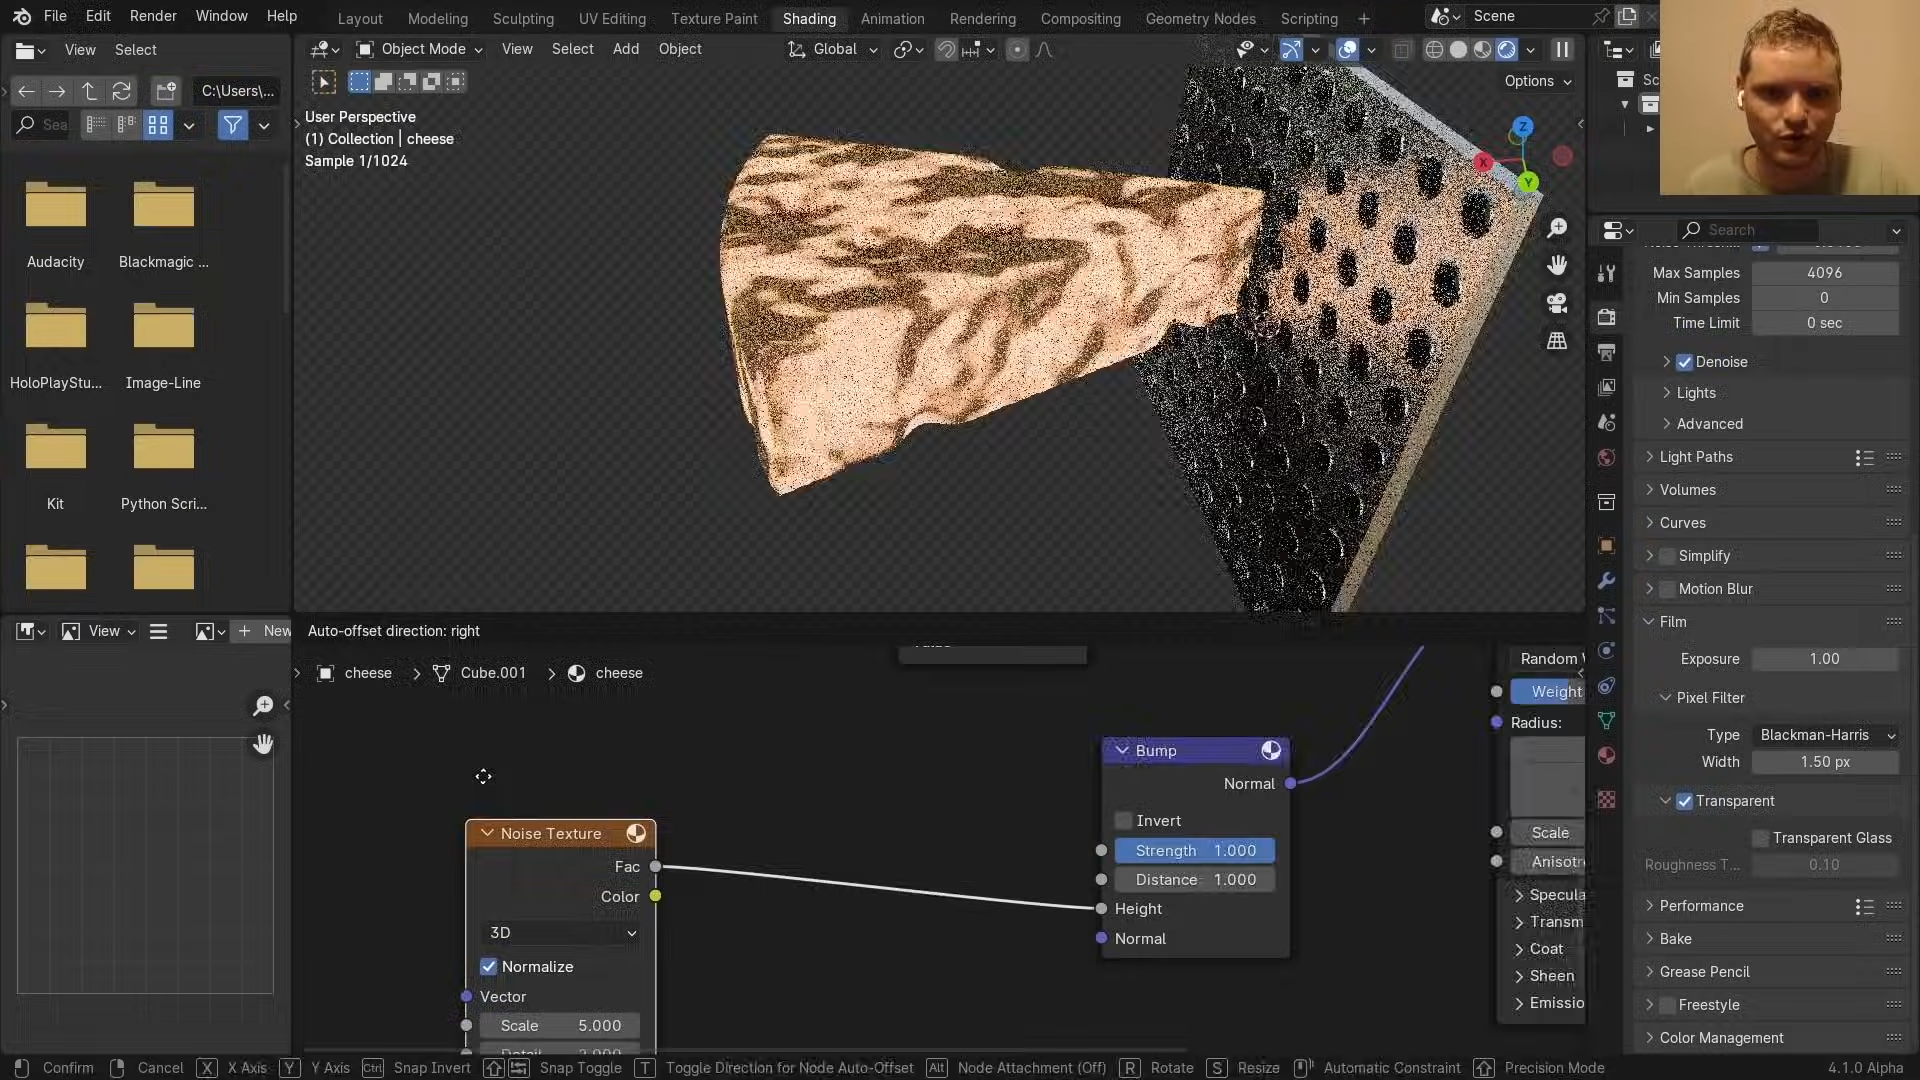 File Edit Render Window Help
Layout Modeling Sculpting UV Editing Texture Paint Shading Animation Rendering Compositing Geometry Nodes Scripting +
Scene
View Select
Object Mode View Select Add Object
Global
C:\Users\...
Sea
Options
User Perspective
(1) Collection | cheese
Sample 1/1024
Z
X
Y
Sc
Audacity
Blackmagic ...
HoloPlayStu...
Image-Line
Kit
Python Scri...
Search
Max Samples 4096
Min Samples 0
Time Limit 0 sec
Denoise
Lights
Advanced
Light Paths
Volumes
Curves
Simplify
Motion Blur
Film
Exposure 1.00
Pixel Filter
Type Blackman-Harris
Width 1.50 px
Transparent
Transparent Glass
Roughness T... 0.10
Performance
Bake
Grease Pencil
Freestyle
Color Management
View
+ New
Auto-offset direction: right
cheese > Cube.001 > cheese
Noise Texture
Fac
Color
3D
Normalize
Vector
Scale 5.000
Bump
Normal
Invert
Strength 1.000
Distance 1.000
Height
Normal
Random
Weight
Radius:
Scale
Anisotr
Specula
Transm
Coat
Sheen
Emissio
Confirm Cancel X X Axis Y Y Axis Ctrl Snap Invert Snap Toggle T Toggle Direction for Node Auto-Offset Alt Node Attachment (Off) R Rotate S Resize Automatic Constraint Precision Mode
4.1.0 Alpha